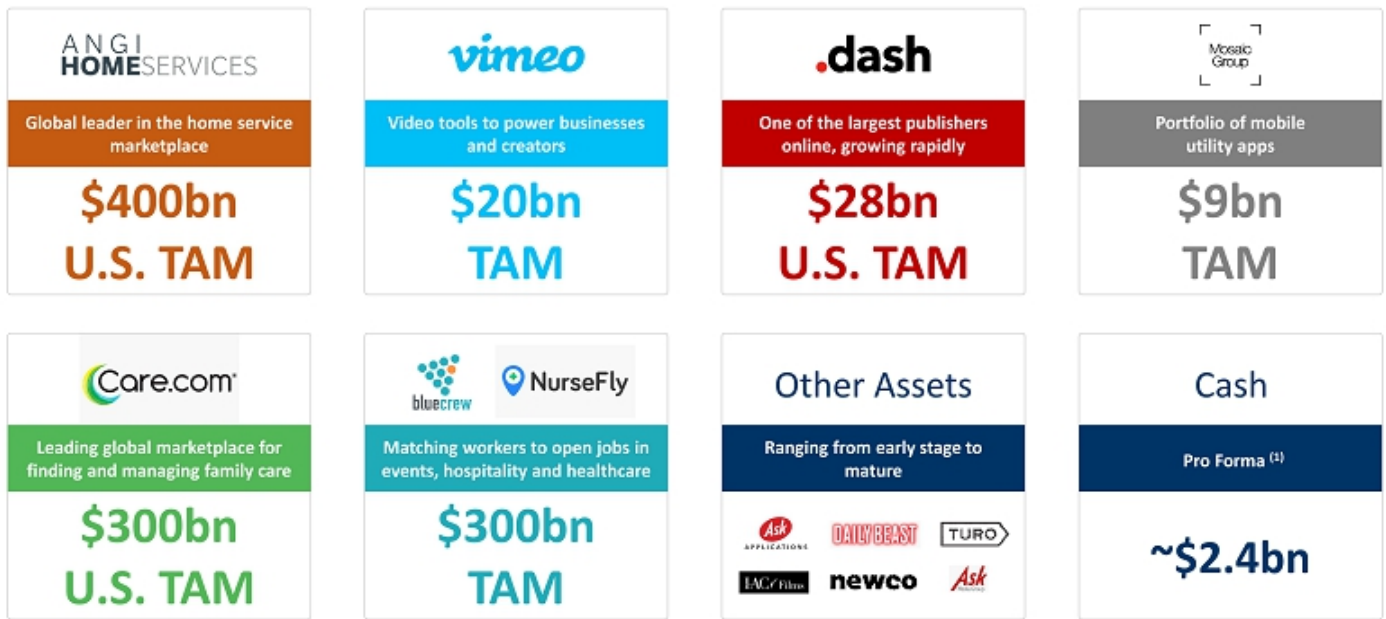 ANGI
HOMESERVICES
Global leader in the home service
marketplace
$400bn
U.S. TAM
vimeo
Video tools to power businesses
and creators
$20bn
TAM
.dash
One of the largest publishers
online, growing rapidly
$28bn
U.S. TAM
Mosaic
Group
Portfolio of mobile
utility apps
$9bn
TAM
Care.com
Leading global marketplace for
finding and managing family care
$300bn
U.S. TAM
bluecrew
NurseFly
Matching workers to open jobs in
events, hospitality and healthcare
$300bn
TAM
Other Assets
Ranging from early stage to
mature
Ask
APPLICATIONS
DAILY BEAST
TURO
IAC Films
newco
Ask
Cash
Pro Forma (1)
~$2.4bn